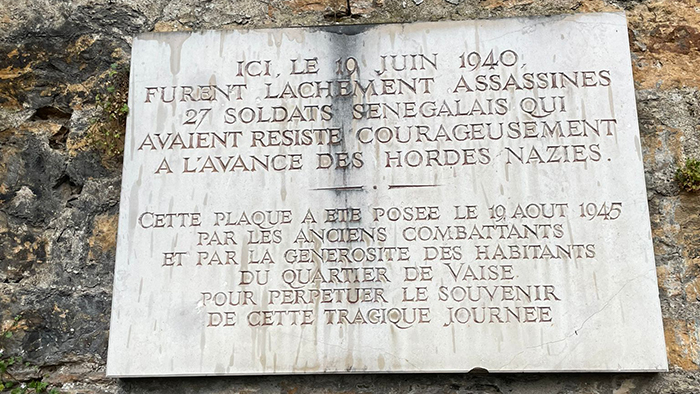 ICI, LE 19 JUIN 1940,
FURENT LACHEMENT ASSASSINES
27 SOLDATS SENEGALAIS QUI
AVAIENT RESISTE COURAGEUSEMENT
A L'AVANCE DES HORDES NAZIES.
CETTE PLAQUE A ETE POSEE LE 19 AOUT 1945
PAR LES ANCIENS COMBATTANTS
ET PAR LA GENEROSITE DES HABITANTS
DU QUARTIER DE VAISE
POUR PERPETUER LE SOUVENIR
DE CETTE TRAGIQUE JOURNEE